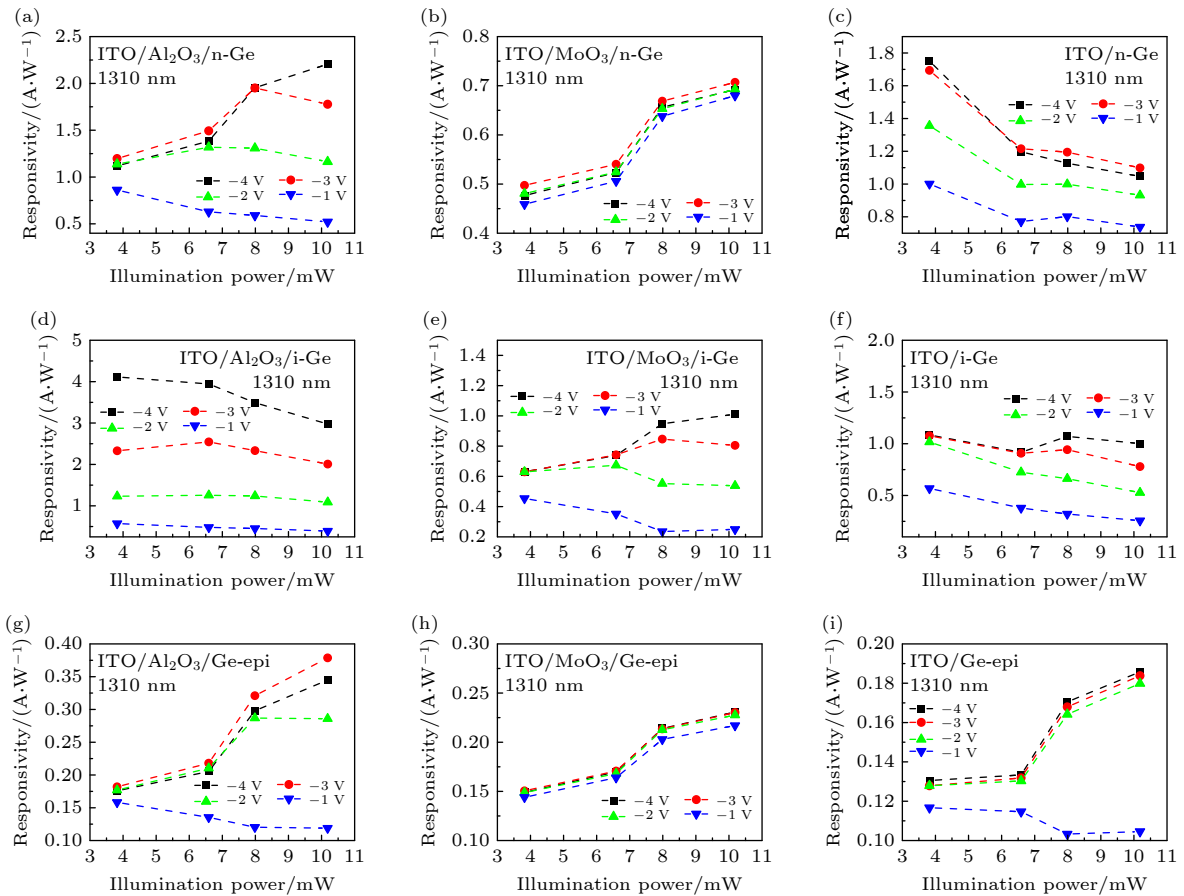 (a)
Responsivity/(A·W⁻¹)
2.5
2.0
1.5
1.0
0.5
ITO/Al₂O₃/n-Ge
1310 nm
−4 V −3 V
−2 V −1 V
3 4 5 6 7 8 9 10 11
Illumination power/mW
(b)
Responsivity/(A·W⁻¹)
0.8
0.7
0.6
0.5
0.4
ITO/MoO₃/n-Ge
1310 nm
−4 V −3 V
−2 V −1 V
3 4 5 6 7 8 9 10 11
Illumination power/mW
(c)
Responsivity/(A·W⁻¹)
1.8
1.6
1.4
1.2
1.0
0.8
ITO/n-Ge
1310 nm
−4 V −3 V
−2 V −1 V
3 4 5 6 7 8 9 10 11
Illumination power/mW
(d)
Responsivity/(A·W⁻¹)
5
4
3
2
1
ITO/Al₂O₃/i-Ge
1310 nm
−4 V −3 V
−2 V −1 V
3 4 5 6 7 8 9 10 11
Illumination power/mW
(e)
Responsivity/(A·W⁻¹)
1.4
1.2
1.0
0.8
0.6
0.4
0.2
ITO/MoO₃/i-Ge
1310 nm
−4 V −3 V
−2 V −1 V
3 4 5 6 7 8 9 10 11
Illumination power/mW
(f)
Responsivity/(A·W⁻¹)
2.0
1.5
1.0
0.5
ITO/i-Ge
1310 nm
−4 V −3 V
−2 V −1 V
3 4 5 6 7 8 9 10 11
Illumination power/mW
(g)
Responsivity/(A·W⁻¹)
0.40
0.35
0.30
0.25
0.20
0.15
0.10
ITO/Al₂O₃/Ge-epi
1310 nm
−4 V −3 V
−2 V −1 V
3 4 5 6 7 8 9 10 11
Illumination power/mW
(h)
Responsivity/(A·W⁻¹)
0.30
0.25
0.20
0.15
0.10
ITO/MoO₃/Ge-epi
1310 nm
−4 V −3 V
−2 V −1 V
3 4 5 6 7 8 9 10 11
Illumination power/mW
(i)
Responsivity/(A·W⁻¹)
0.20
0.18
0.16
0.14
0.12
0.10
ITO/Ge-epi
1310 nm
−4 V
−3 V
−2 V
−1 V
3 4 5 6 7 8 9 10 11
Illumination power/mW